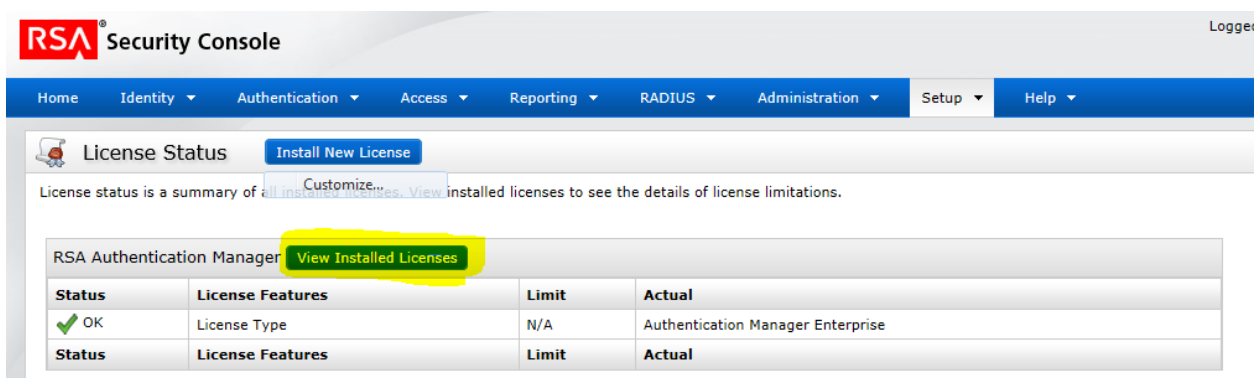 RSA® Security Console
Logged
Home Identity Authentication Access Reporting RADIUS Administration Setup Help
License Status Install New License
Customize...
License status is a summary of all installed licenses. View installed licenses to see the details of license limitations.
RSA Authentication Manager View Installed Licenses
Status License Features Limit Actual
OK License Type N/A Authentication Manager Enterprise
Status License Features Limit Actual